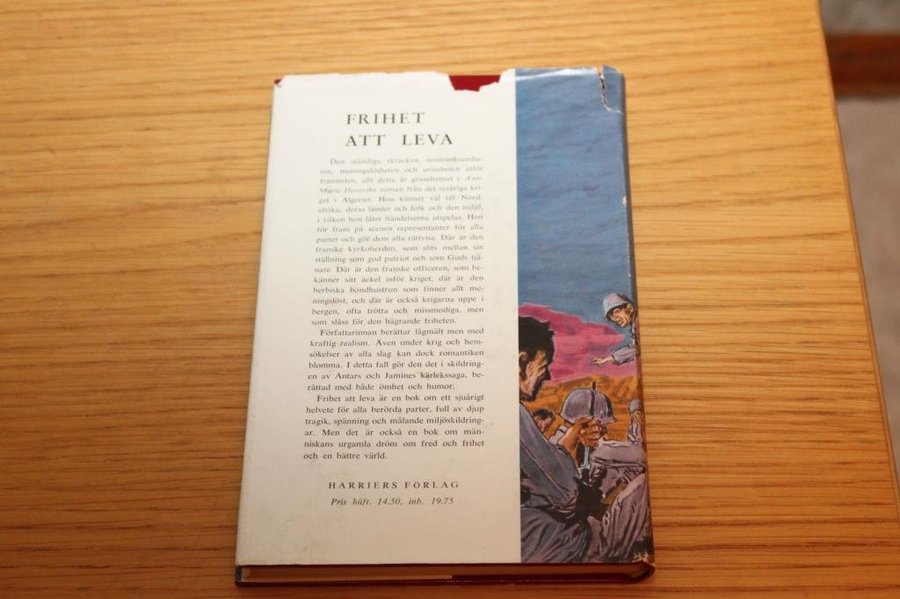 FRIHET
ATT LEVA
Den ständiga skräcken, misstänksamhe-
ten, meningslösheten och ovissheten inför
framtiden, allt detta är grundtemat i Ann-
Marie Deveriks roman från det sjuåriga kri-
get i Algeriet. Hon känner väl till Nord-
afrika, deras länder och folk och den miljö,
i vilken hon låter händelserna utspelas. Hon
för fram på scenen representanter för alla
parter och gör dem alla rättvisa. Där är den
franske kyrkoherden, som slits mellan sin
ställning som god patriot och som Guds tjä-
nare. Där är den franske officeren, som be-
känner sitt äckel inför kriget, där är den
berbiska bondhustrun som finner allt me-
ningslöst, och där är också krigarna uppe i
bergen, ofta trötta och missmodiga, men
som slåss för den hägrande friheten.
Författarinnan berättar lågmält men med
kraftig realism. Även under krig och hem-
sökelser av alla slag kan dock romantiken
blomma. I detta fall gör den det i skildring-
en av Antars och Jamines kärlekssaga, be-
rättad med både ömhet och humor.
Frihet att leva är en bok om ett sjuårigt
helvete för alla berörda parter, full av djup
tragik, spänning och målande miljöskildring-
ar. Men det är också en bok om män-
niskans urgamla dröm om fred och frihet
och en bättre värld.
HARRIERS FÖRLAG
Pris häft. 14.50, inb. 19.75